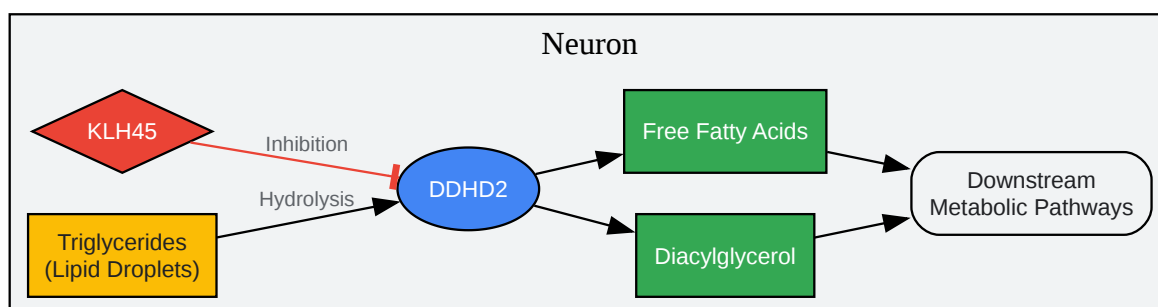 Neuron
KLH45
Inhibition
Free Fatty Acids
Hydrolysis
DDHD2
Triglycerides
(Lipid Droplets)
Diacylglycerol
Downstream
Metabolic Pathways